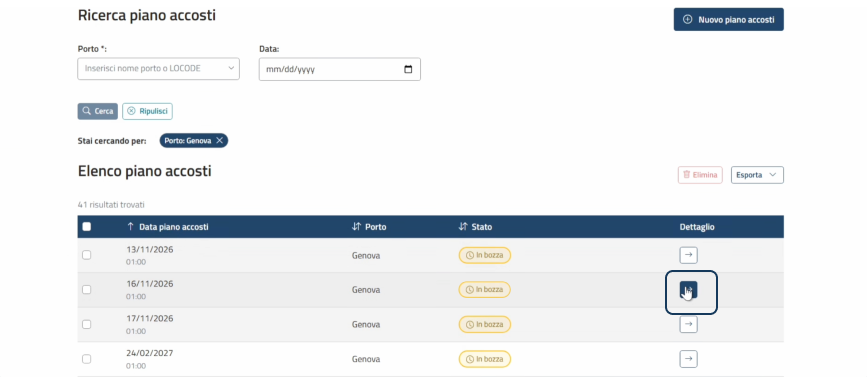 Ricerca piano accosti
Nuovo piano accosti
Porto *:
Data:
Inserisci nome porto o LOCODE
mm/dd/yyyy
Cerca
Ripulisci
Stai cercando per: Porto: Genova
Elenco piano accosti
Elimina
Esporta
41 risultati trovati
Data piano accosti Porto Stato Dettaglio
13/11/2026
01:00
Genova In bozza
16/11/2026
01:00
Genova In bozza
17/11/2026
01:00
Genova In bozza
24/02/2027
01:00
Genova In bozza